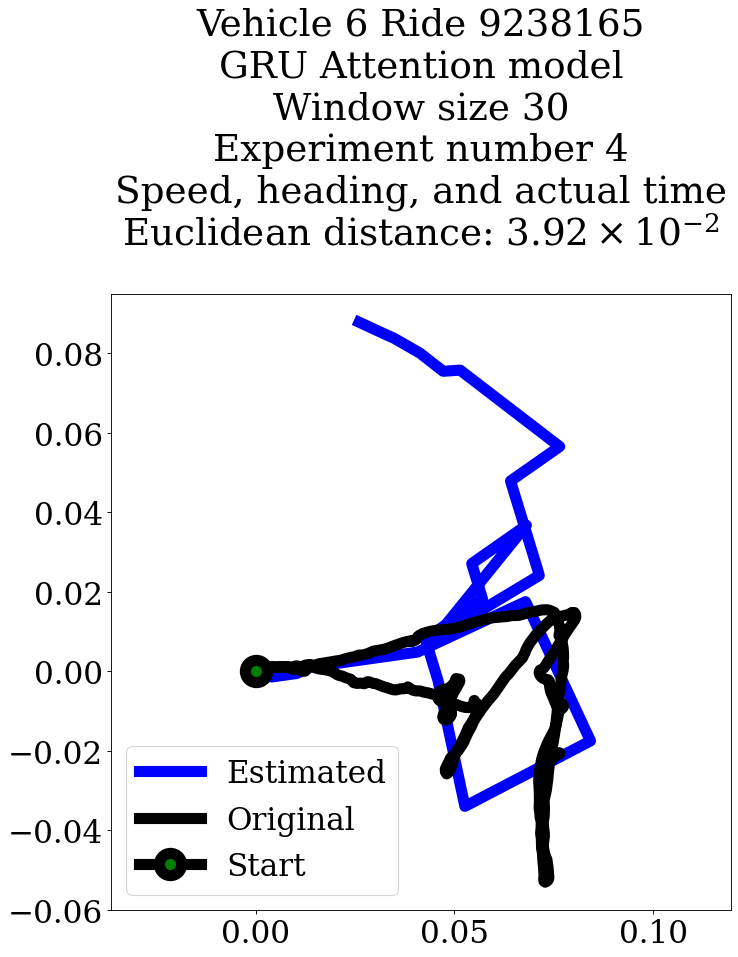 Vehicle 6 Ride 9238165
GRU Attention model
Window size 30
Experiment number 4
Speed, heading, and actual time
Euclidean distance: 3.92 × 10⁻²
0.08
0.06
0.04
0.02
0.00
−0.02
−0.04
−0.06
Estimated
Original
Start
0.00 0.05 0.10